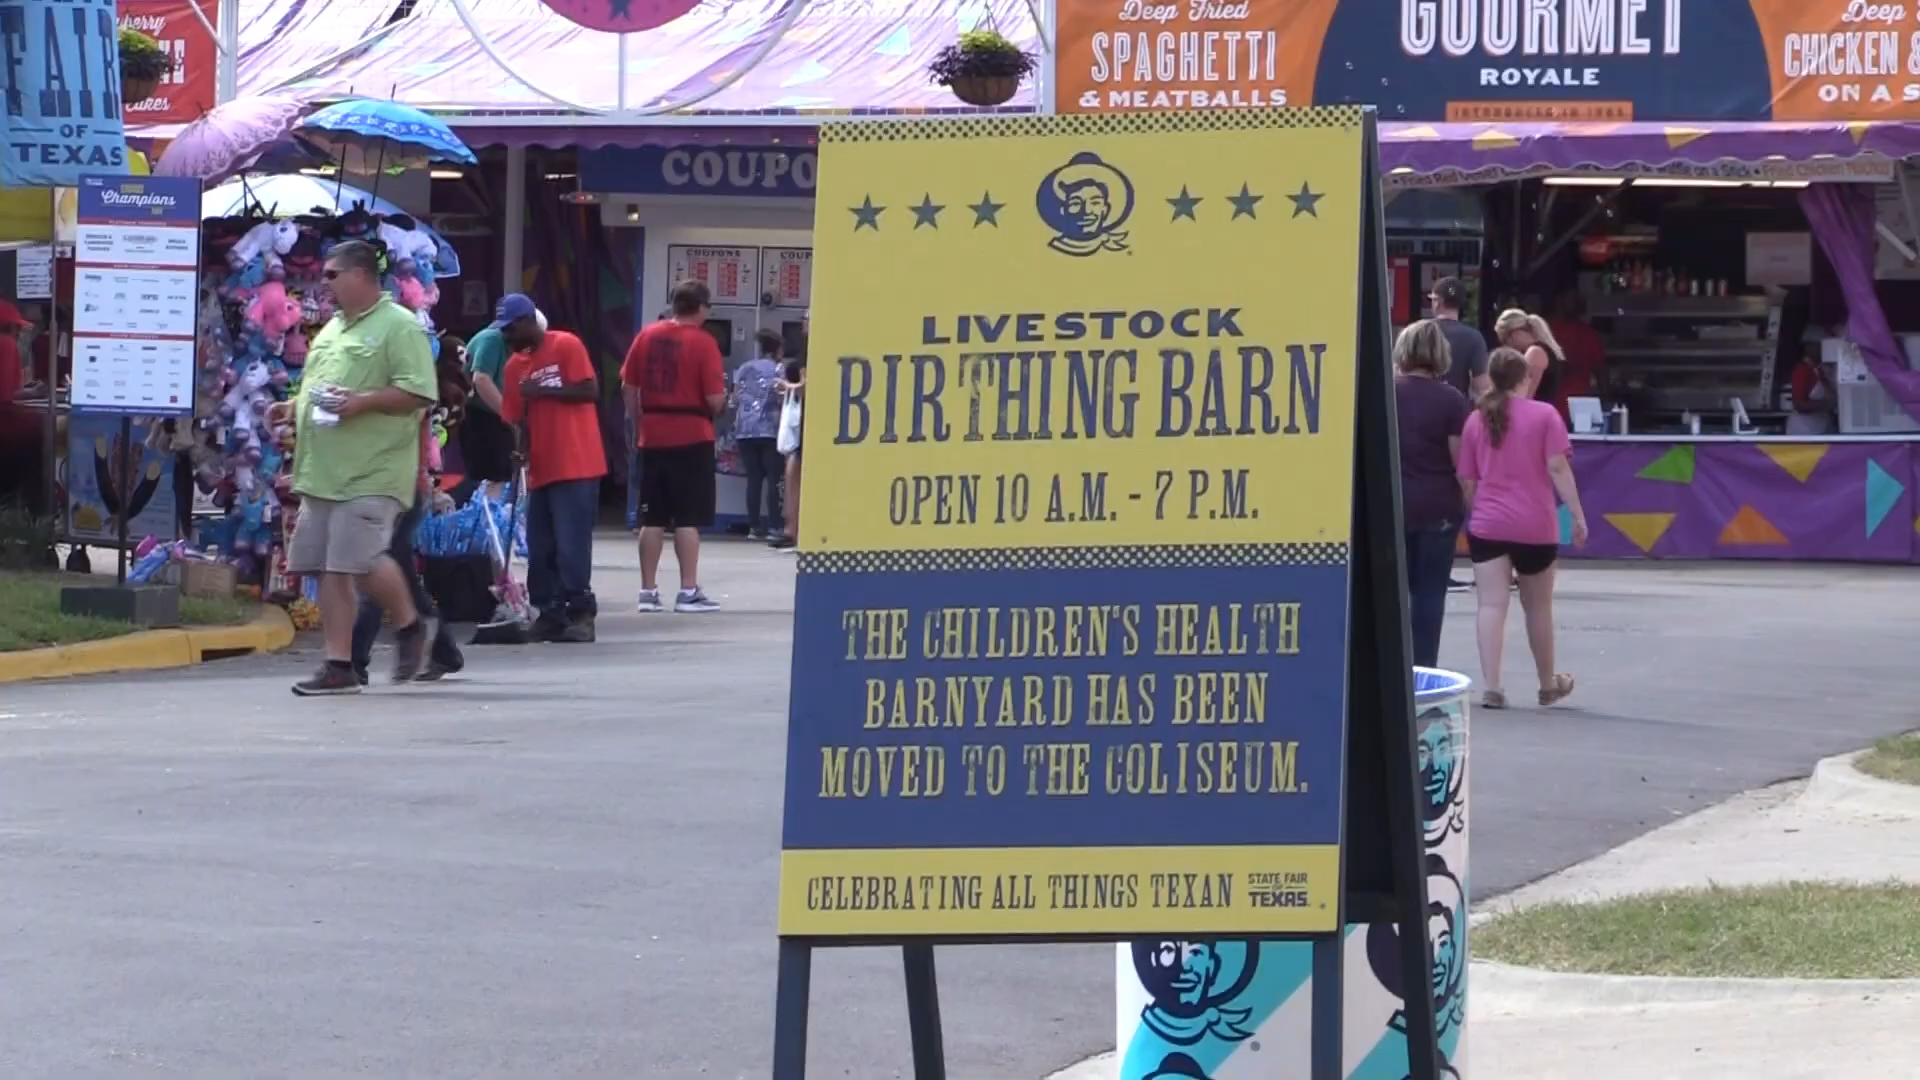 FAIR
OF
TEXAS
Champions
Deep Fried
SPAGHETTI
& MEATBALLS
GOURMET
ROYALE
Deep
CHICKEN &
ON A S
COUPO
COUPONS
COUP
LIVESTOCK
BIRTHING BARN
OPEN 10 A.M. - 7 P.M.
THE CHILDREN'S HEALTH
BARNYARD HAS BEEN
MOVED TO THE COLISEUM.
CELEBRATING ALL THINGS TEXAN
STATE FAIR
OF
TEXAS